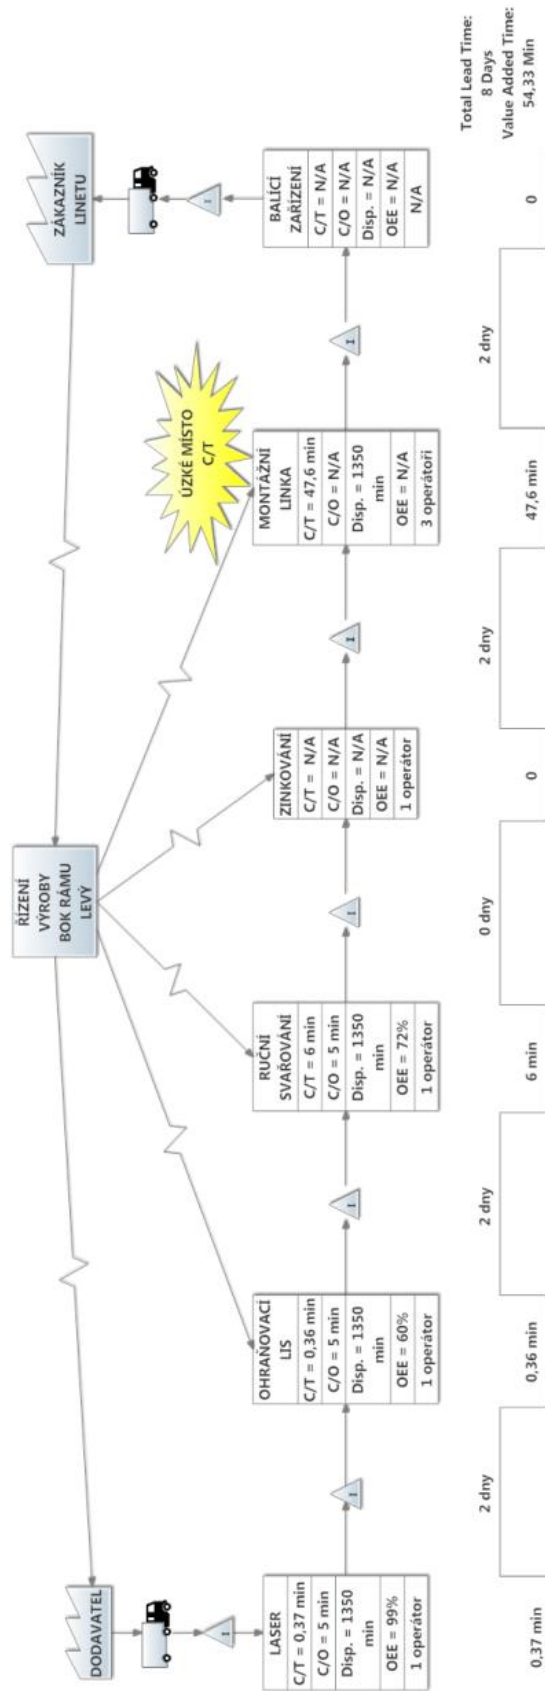 ŘÍZENÍ
VÝROBY
BOK RÁMU
LEVÝ
DODAVATEL
ZÁKAZNÍK
LINETU
ÚZKÉ MÍSTO
C/T
I
I
I
I
I
I
I
LASER
C/T = 0,37 min
C/O = 5 min
Disp. = 1350
min
OEE = 99%
1 operátor
OHRAŇOVACÍ
LIS
C/T = 0,36 min
C/O = 5 min
Disp. = 1350
min
OEE = 60%
1 operátor
RUČNÍ
SVAŘOVÁNÍ
C/T = 6 min
C/O = 5 min
Disp. = 1350
min
OEE = 72%
1 operátor
ZINKOVÁNÍ
C/T = N/A
C/O = N/A
Disp. = N/A
OEE = N/A
1 operátor
MONTÁŽNÍ
LINKA
C/T = 47,6 min
C/O = N/A
Disp. = 1350
min
OEE = N/A
3 operátoři
BALÍCÍ
ZAŘÍZENÍ
C/T = N/A
C/O = N/A
Disp. = N/A
OEE = N/A
N/A
2 dny
2 dny
0 dny
2 dny
2 dny
0,37 min
0,36 min
6 min
0
47,6 min
0
Total Lead Time:
8 Days
Value Added Time:
54,33 Min